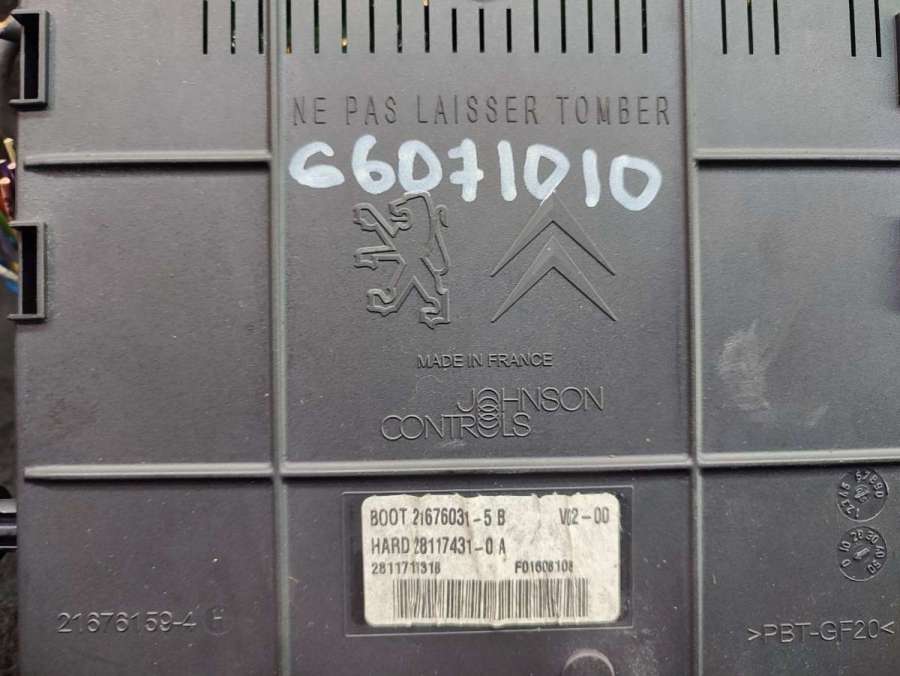 NE PAS LAISSER TOMBER
66071010
MADE IN FRANCE
JOHNSON
CONTROLS
BOOT 21676031-5 B V02-00
HARD 28117431-0 A
2811711318 F01608108
21676159-4 H
>PBT-GF20<